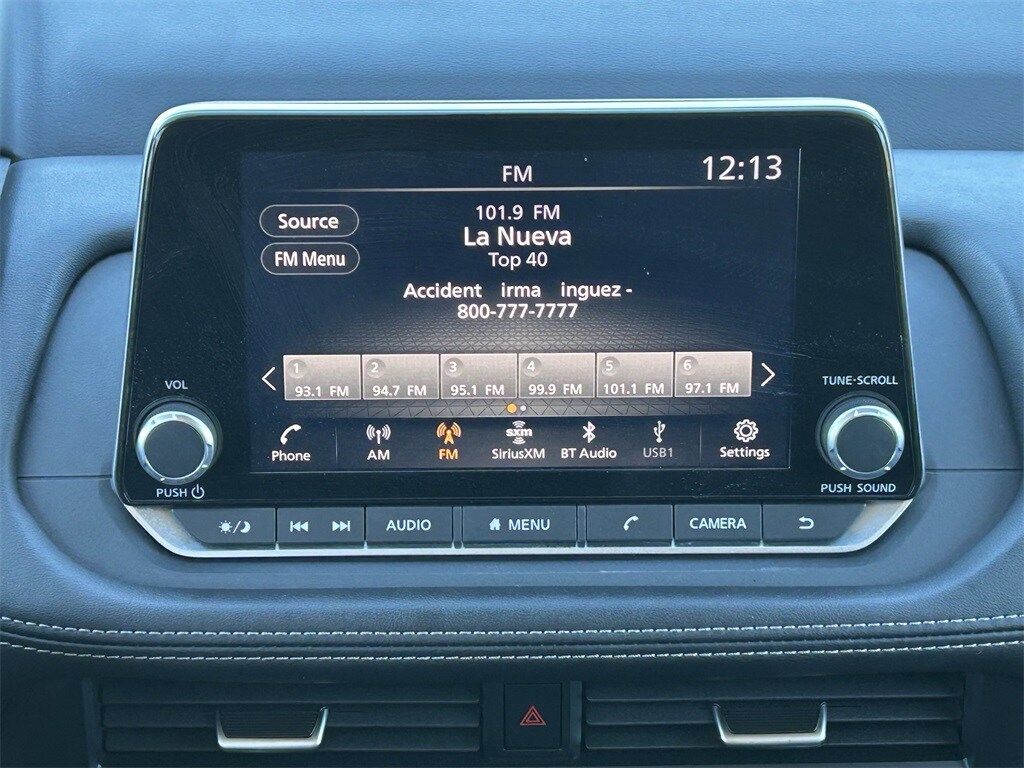 FM
12:13
Source
FM Menu
101.9 FM
La Nueva
Top 40
Accident irma inguez -
800-777-7777
1
93.1 FM
2
94.7 FM
3
95.1 FM
4
99.9 FM
5
101.1 FM
6
97.1 FM
Phone
AM
FM
sxm
SiriusXM
BT Audio
USB1
Settings
VOL
PUSH
TUNE·SCROLL
PUSH SOUND
AUDIO
MENU
CAMERA